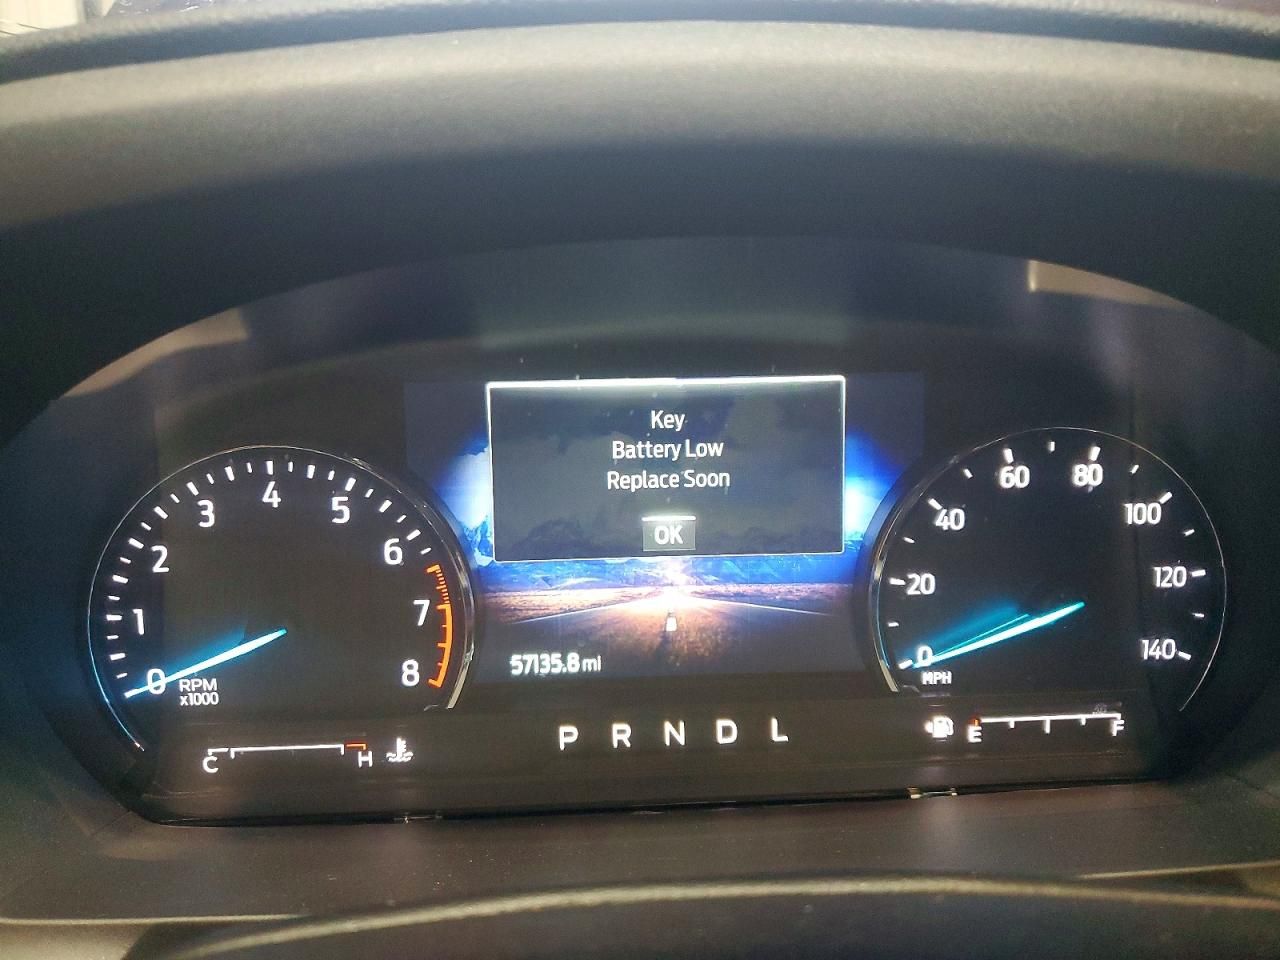 Key
Battery Low
Replace Soon
OK
0 1 2 3 4 5 6 7 8
RPM
x1000
0 20 40 60 80 100 120 140
MPH
57135.8 mi
P R N D L
C H
E F